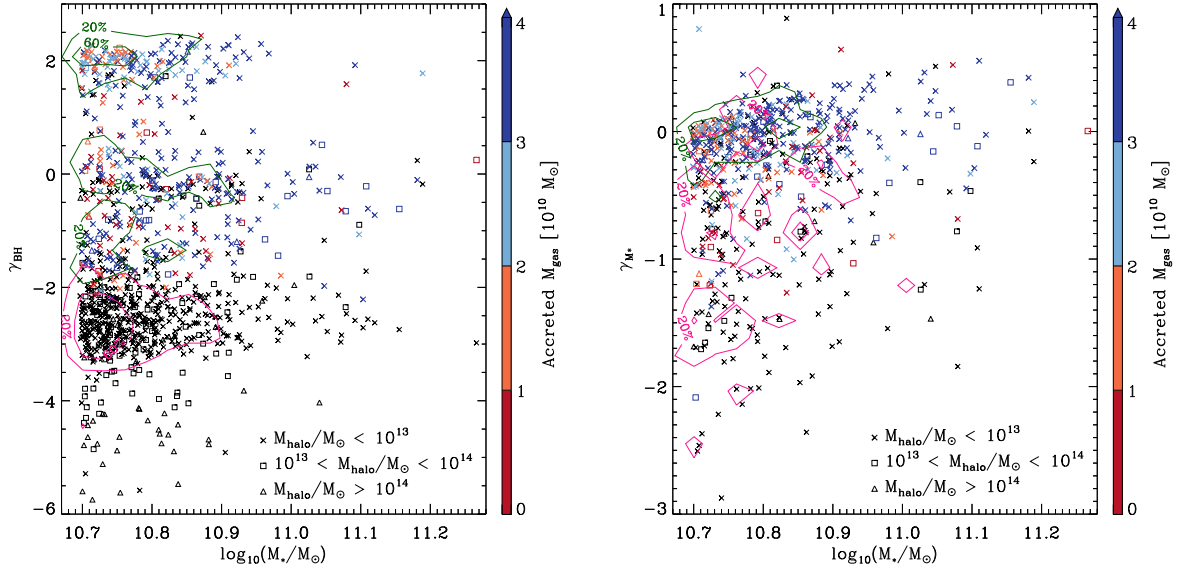 20%
60%
20%
20%
20%
2
0
−2
−4
−6
γBH
10.7 10.8 10.9 11.0 11.1 11.2
log10(M*/M⊙)
× Mhalo/M⊙ < 10^13
□ 10^13 < Mhalo/M⊙ < 10^14
△ Mhalo/M⊙ > 10^14
4
3
2
1
0
Accreted Mgas [10^10 M⊙]
20%
20%
20%
1
0
−1
−2
−3
γM*
10.7 10.8 10.9 11.0 11.1 11.2
log10(M*/M⊙)
× Mhalo/M⊙ < 10^13
□ 10^13 < Mhalo/M⊙ < 10^14
△ Mhalo/M⊙ > 10^14
4
3
2
1
0
Accreted Mgas [10^10 M⊙]